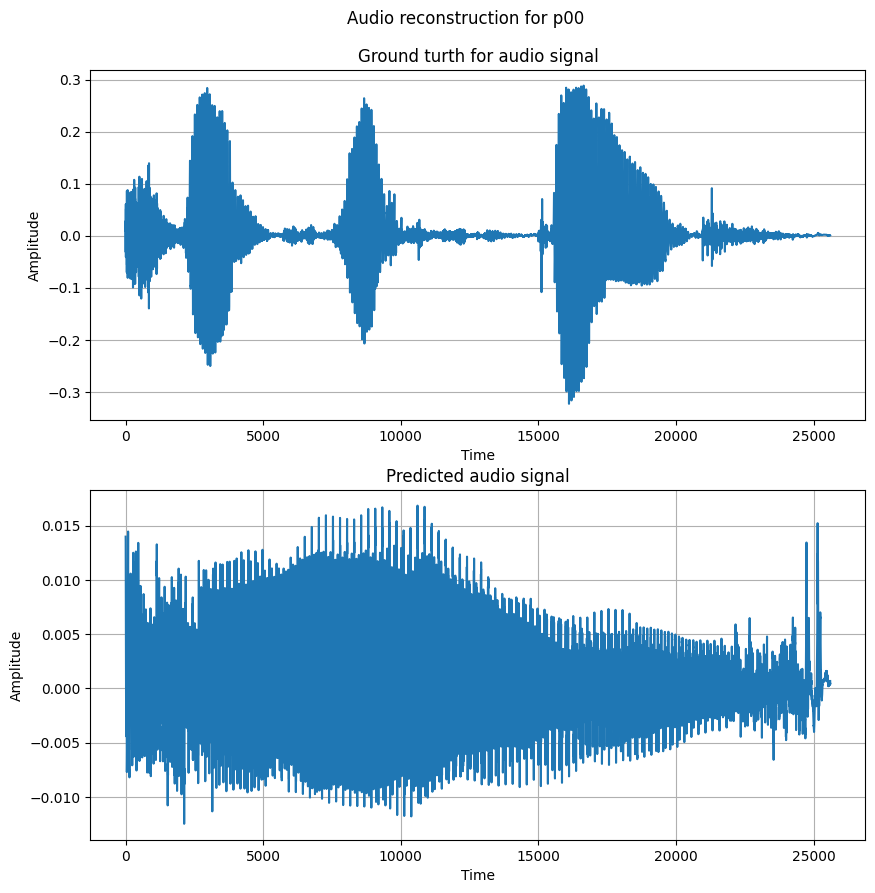 Audio reconstruction for p00
Ground turth for audio signal
0.3
0.2
0.1
0.0
−0.1
−0.2
−0.3
Amplitude
0 5000 10000 15000 20000 25000
Time
Predicted audio signal
0.015
0.010
0.005
0.000
−0.005
−0.010
Amplitude
0 5000 10000 15000 20000 25000
Time